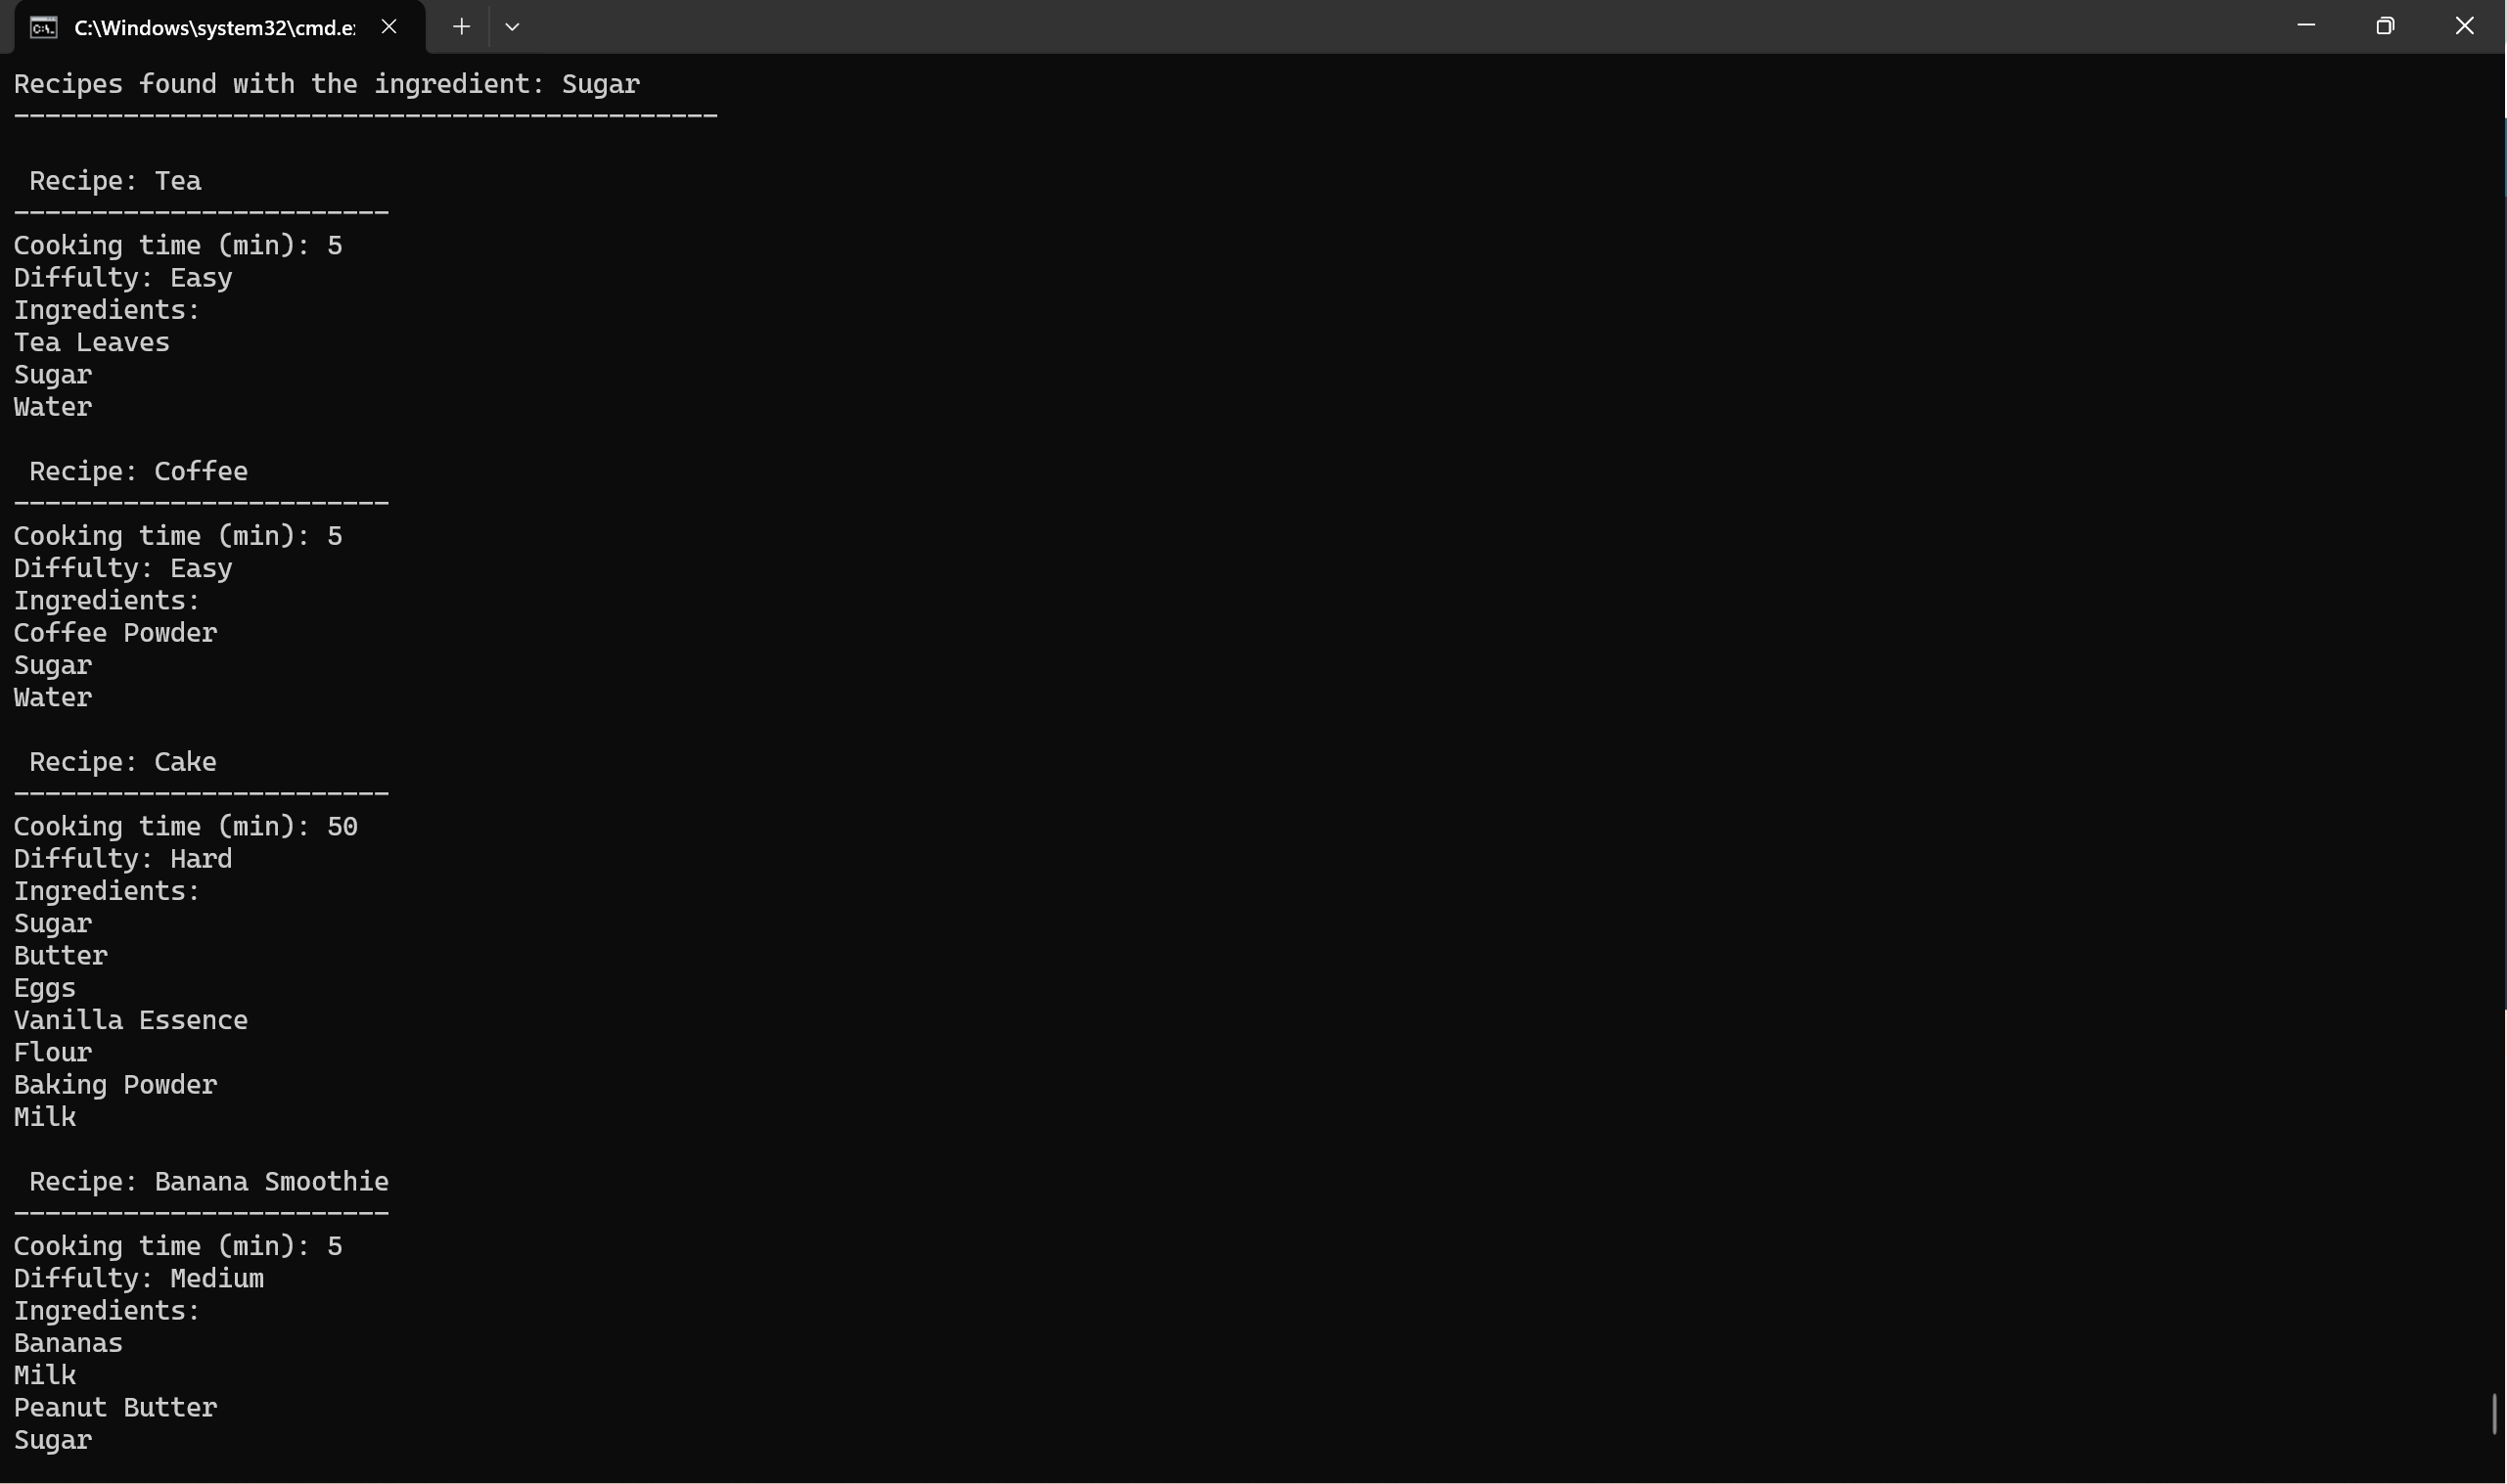 C:\Windows\system32\cmd.e
Recipes found with the ingredient: Sugar
---------------------------------------------
Recipe: Tea
------------------------
Cooking time (min): 5
Diffulty: Easy
Ingredients:
Tea Leaves
Sugar
Water
Recipe: Coffee
------------------------
Cooking time (min): 5
Diffulty: Easy
Ingredients:
Coffee Powder
Sugar
Water
Recipe: Cake
------------------------
Cooking time (min): 50
Diffulty: Hard
Ingredients:
Sugar
Butter
Eggs
Vanilla Essence
Flour
Baking Powder
Milk
Recipe: Banana Smoothie
------------------------
Cooking time (min): 5
Diffulty: Medium
Ingredients:
Bananas
Milk
Peanut Butter
Sugar